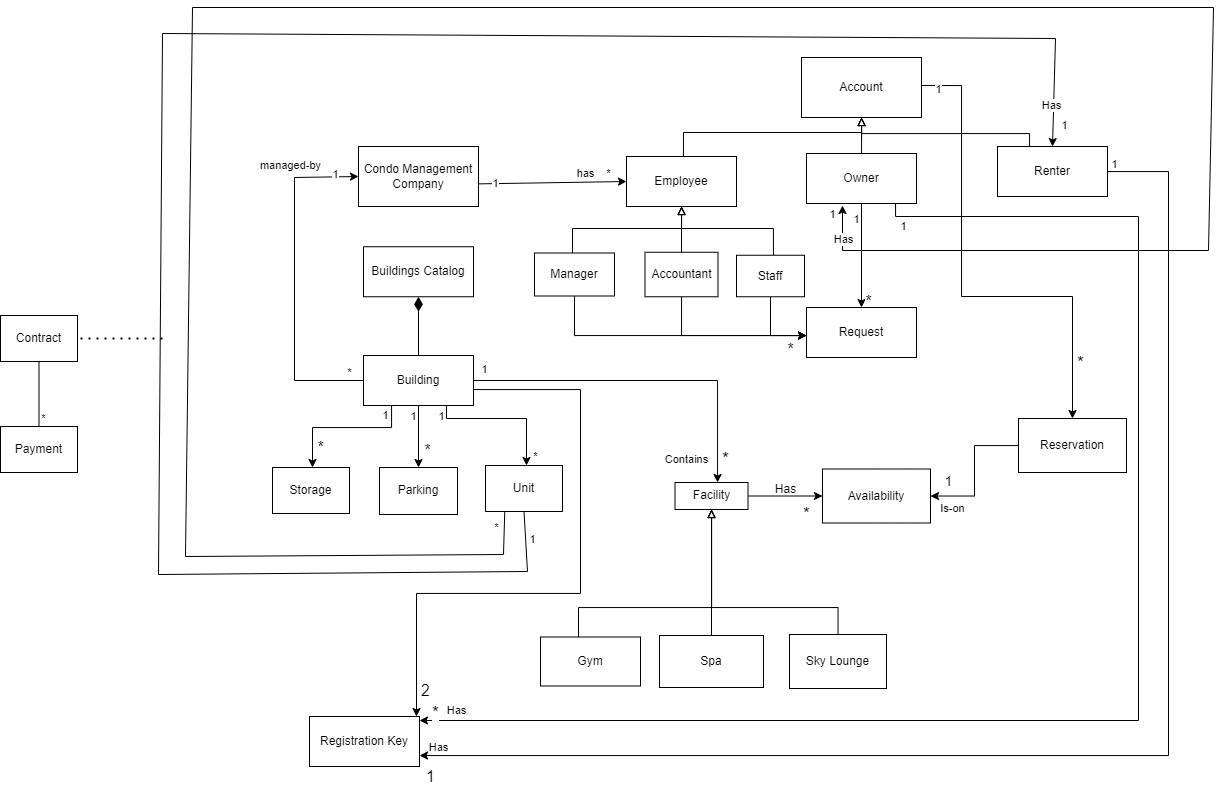 Account
1
Has
1
managed-by
1
Condo Management
Company
1
has
*
Employee
Owner
Renter
1
1
1
1
Has
Buildings Catalog
Manager
Accountant
Staff
*
Request
*
Contract
*
Building
1
*
*
Payment
1
1
1
*
*
*
Contains
*
Reservation
Storage
Parking
Unit
Facility
Has
*
Availability
1
Is-on
*
1
Gym
Spa
Sky Lounge
2
*
Has
Registration Key
Has
1